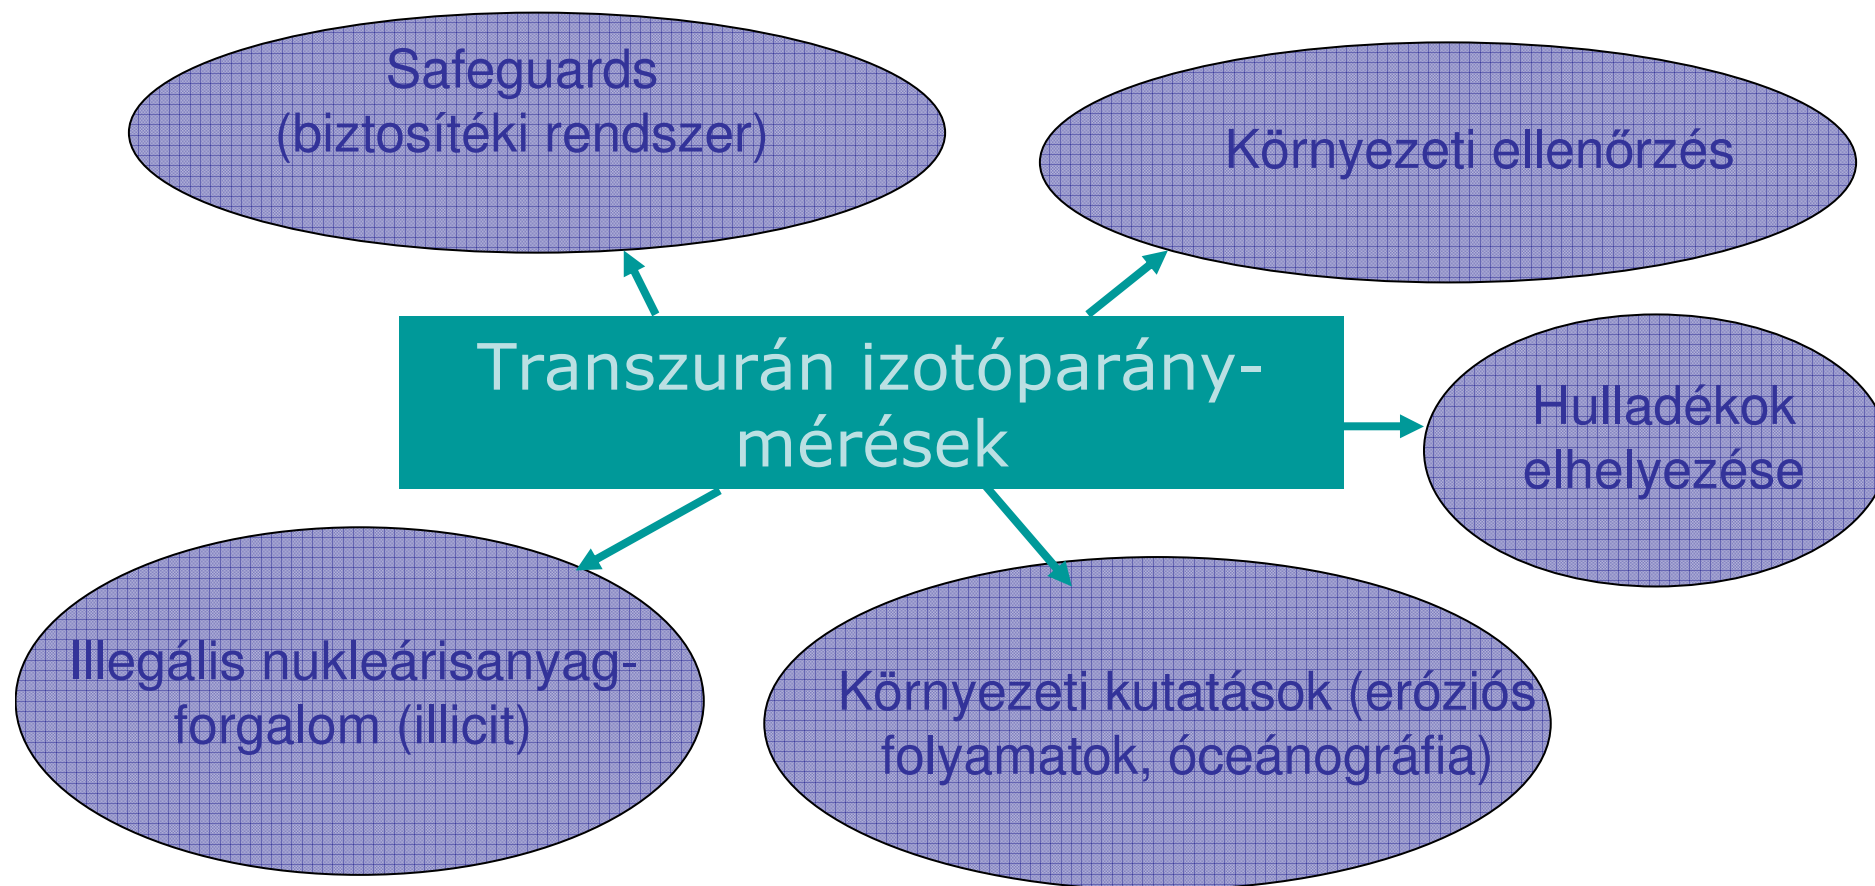 Safeguards
(biztosítéki rendszer)
Környezeti ellenőrzés
Transzurán izotóparány-
mérések
Hulladékok
elhelyezése
Illegális nukleárisanyag-
forgalom (illicit)
Környezeti kutatások (eróziós
folyamatok, óceánográfia)